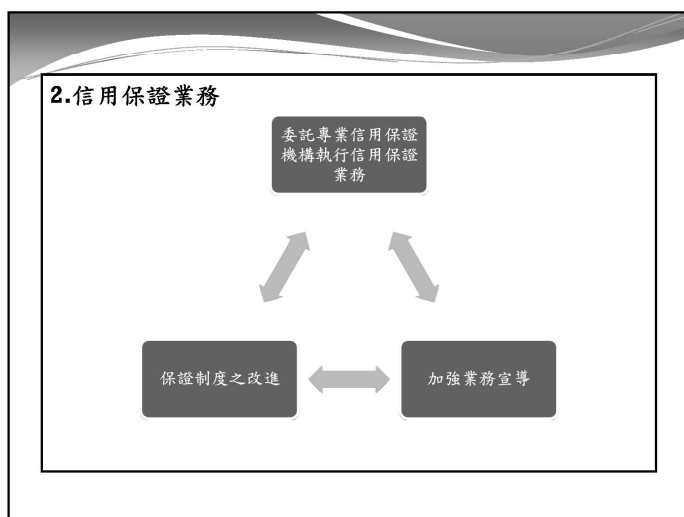 2.信用保證業務
委託專業信用保證
機構執行信用保證
業務
保證制度之改進
加強業務宣導